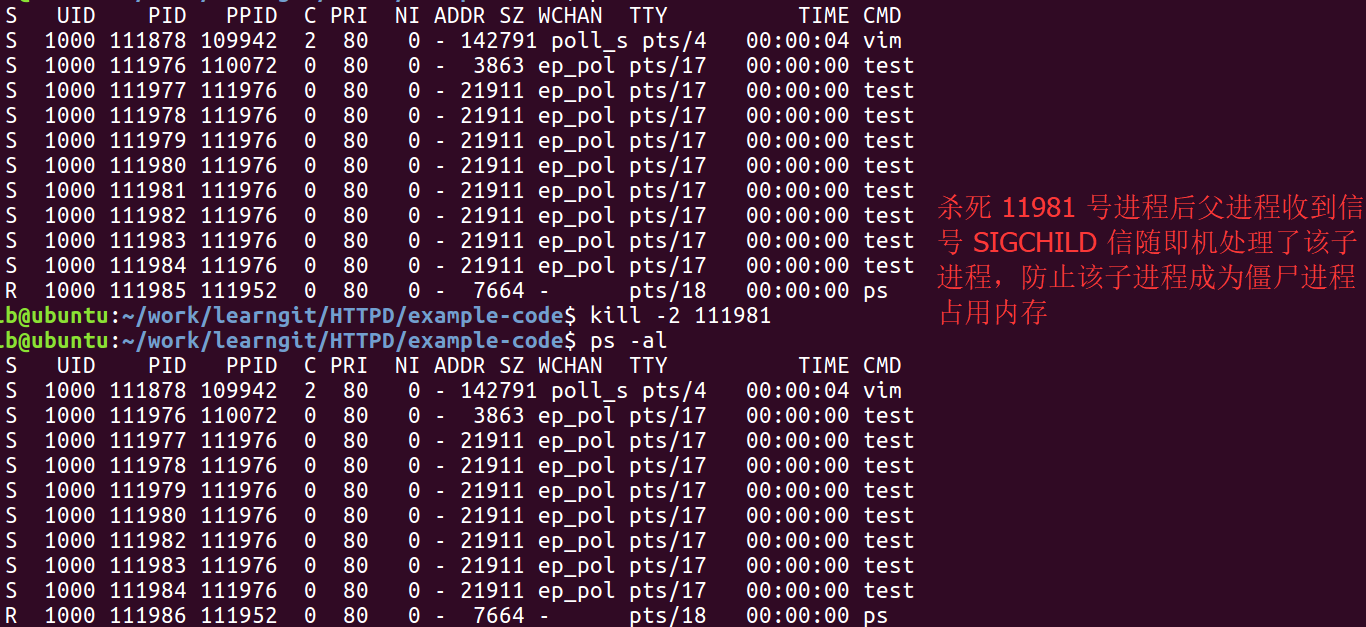 S UID PID PPID C PRI NI ADDR SZ WCHAN TTY TIME CMD
S 1000 111878 109942 2 80 0 - 142791 poll_s pts/4 00:00:04 vim
S 1000 111976 110072 0 80 0 - 3863 ep_pol pts/17 00:00:00 test
S 1000 111977 111976 0 80 0 - 21911 ep_pol pts/17 00:00:00 test
S 1000 111978 111976 0 80 0 - 21911 ep_pol pts/17 00:00:00 test
S 1000 111979 111976 0 80 0 - 21911 ep_pol pts/17 00:00:00 test
S 1000 111980 111976 0 80 0 - 21911 ep_pol pts/17 00:00:00 test
S 1000 111981 111976 0 80 0 - 21911 ep_pol pts/17 00:00:00 test
S 1000 111982 111976 0 80 0 - 21911 ep_pol pts/17 00:00:00 test
S 1000 111983 111976 0 80 0 - 21911 ep_pol pts/17 00:00:00 test
S 1000 111984 111976 0 80 0 - 21911 ep_pol pts/17 00:00:00 test
R 1000 111985 111952 0 80 0 - 7664 - pts/18 00:00:00 ps
lb@ubuntu:~/work/learngit/HTTPD/example-code$ kill -2 111981
lb@ubuntu:~/work/learngit/HTTPD/example-code$ ps -al
S UID PID PPID C PRI NI ADDR SZ WCHAN TTY TIME CMD
S 1000 111878 109942 2 80 0 - 142791 poll_s pts/4 00:00:04 vim
S 1000 111976 110072 0 80 0 - 3863 ep_pol pts/17 00:00:00 test
S 1000 111977 111976 0 80 0 - 21911 ep_pol pts/17 00:00:00 test
S 1000 111978 111976 0 80 0 - 21911 ep_pol pts/17 00:00:00 test
S 1000 111979 111976 0 80 0 - 21911 ep_pol pts/17 00:00:00 test
S 1000 111980 111976 0 80 0 - 21911 ep_pol pts/17 00:00:00 test
S 1000 111982 111976 0 80 0 - 21911 ep_pol pts/17 00:00:00 test
S 1000 111983 111976 0 80 0 - 21911 ep_pol pts/17 00:00:00 test
S 1000 111984 111976 0 80 0 - 21911 ep_pol pts/17 00:00:00 test
R 1000 111986 111952 0 80 0 - 7664 - pts/18 00:00:00 ps
杀死 11981 号进程后父进程收到信
号 SIGCHILD 信随即机处理了该子
进程，防止该子进程成为僵尸进程
占用内存